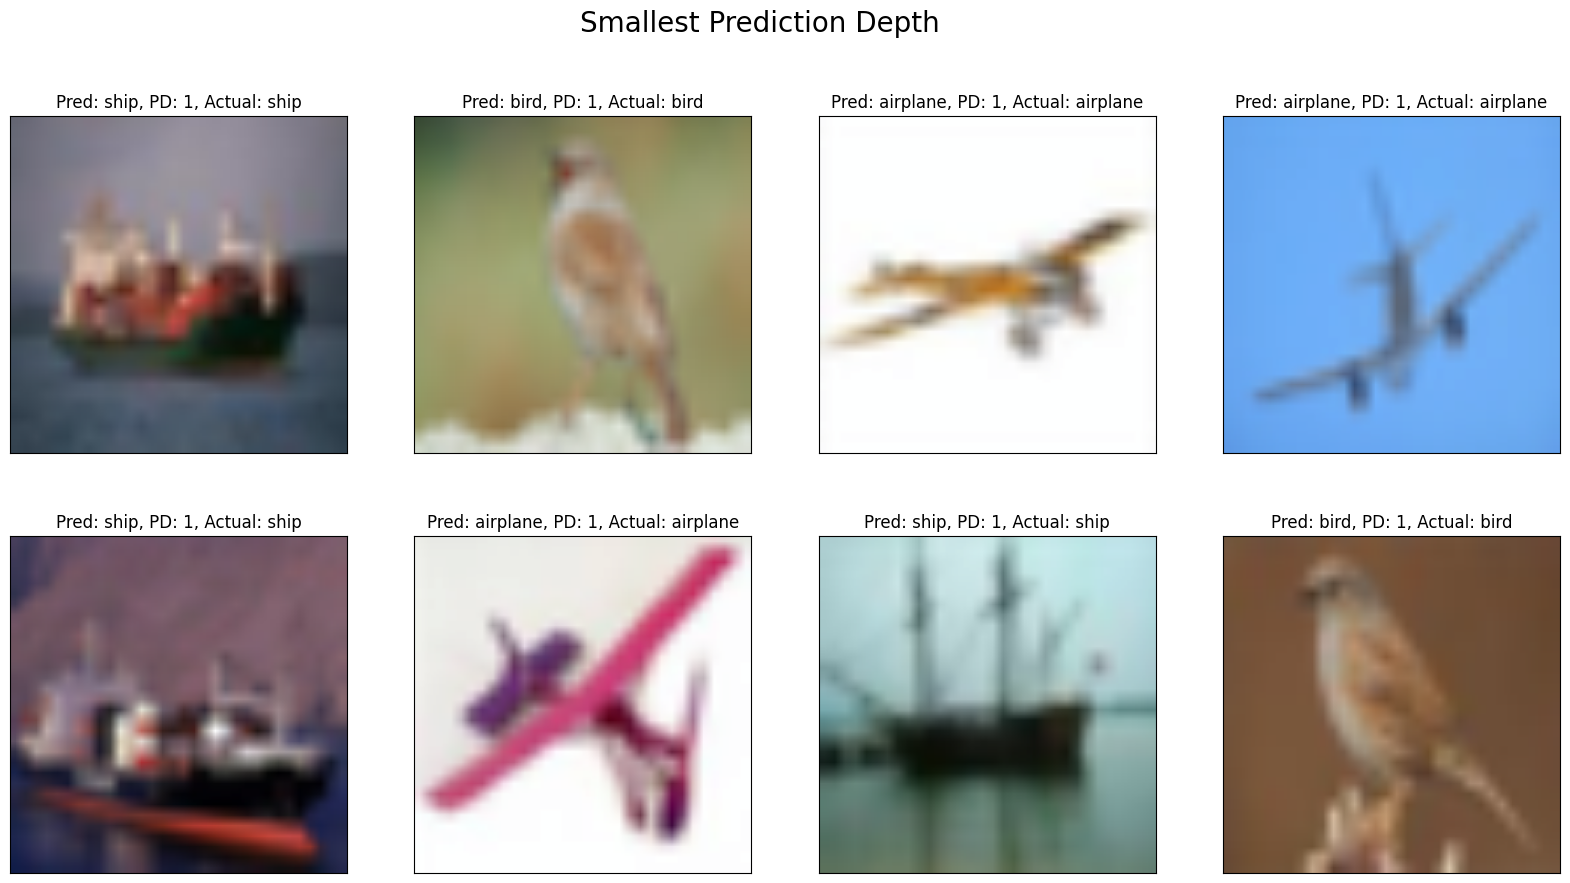 Smallest Prediction Depth
Pred: ship, PD: 1, Actual: ship
Pred: bird, PD: 1, Actual: bird
Pred: airplane, PD: 1, Actual: airplane
Pred: airplane, PD: 1, Actual: airplane
Pred: ship, PD: 1, Actual: ship
Pred: airplane, PD: 1, Actual: airplane
Pred: ship, PD: 1, Actual: ship
Pred: bird, PD: 1, Actual: bird